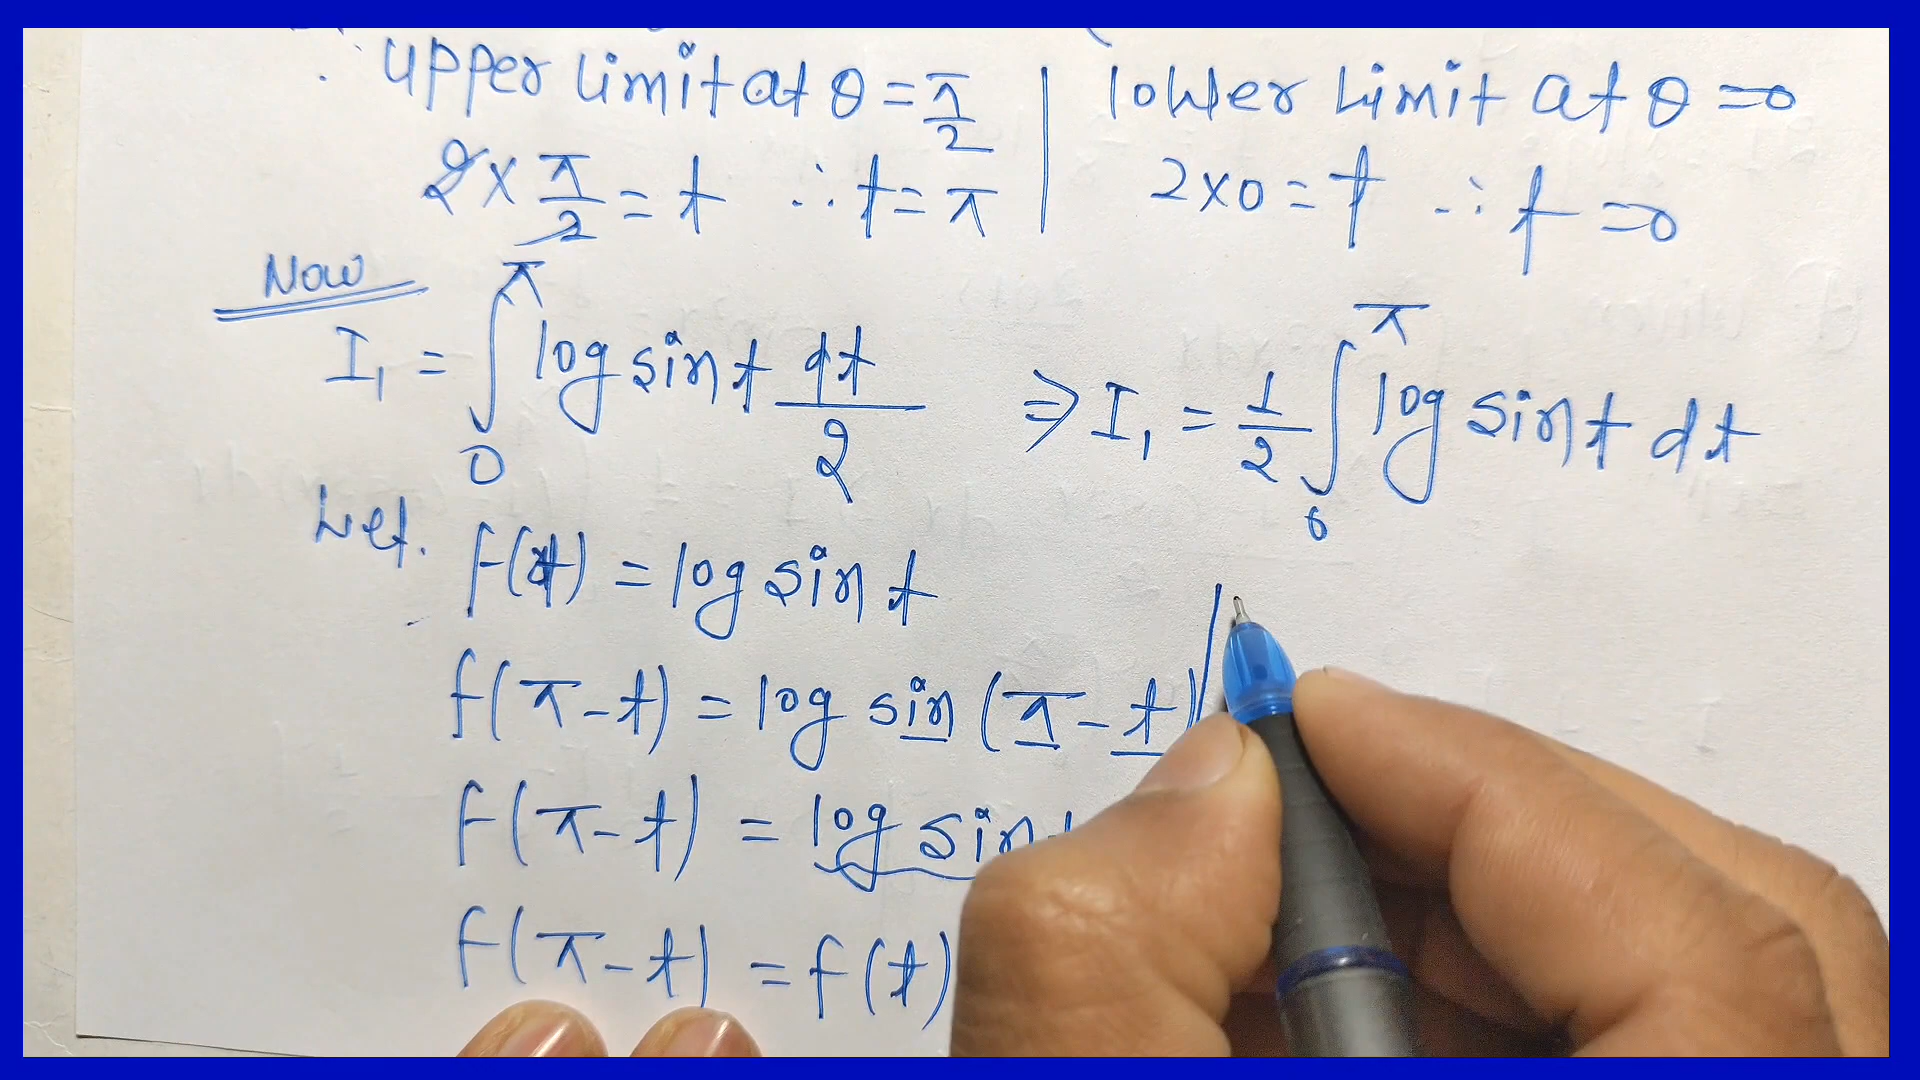 ∴ Upper limit at θ = π/2 | lower Limit at θ = 0
2 × π/2 = t ∴ t = π | 2×0 = t ∴ t = 0
Now
I₁ = ∫₀^π log sin t dt/2 ⇒ I₁ = 1/2 ∫₀^π log sin t dt
Let. f(t) = log sin t
f(π - t) = log sin (π - t)
f(π - t) = log sin t
f(π - t) = f(t)